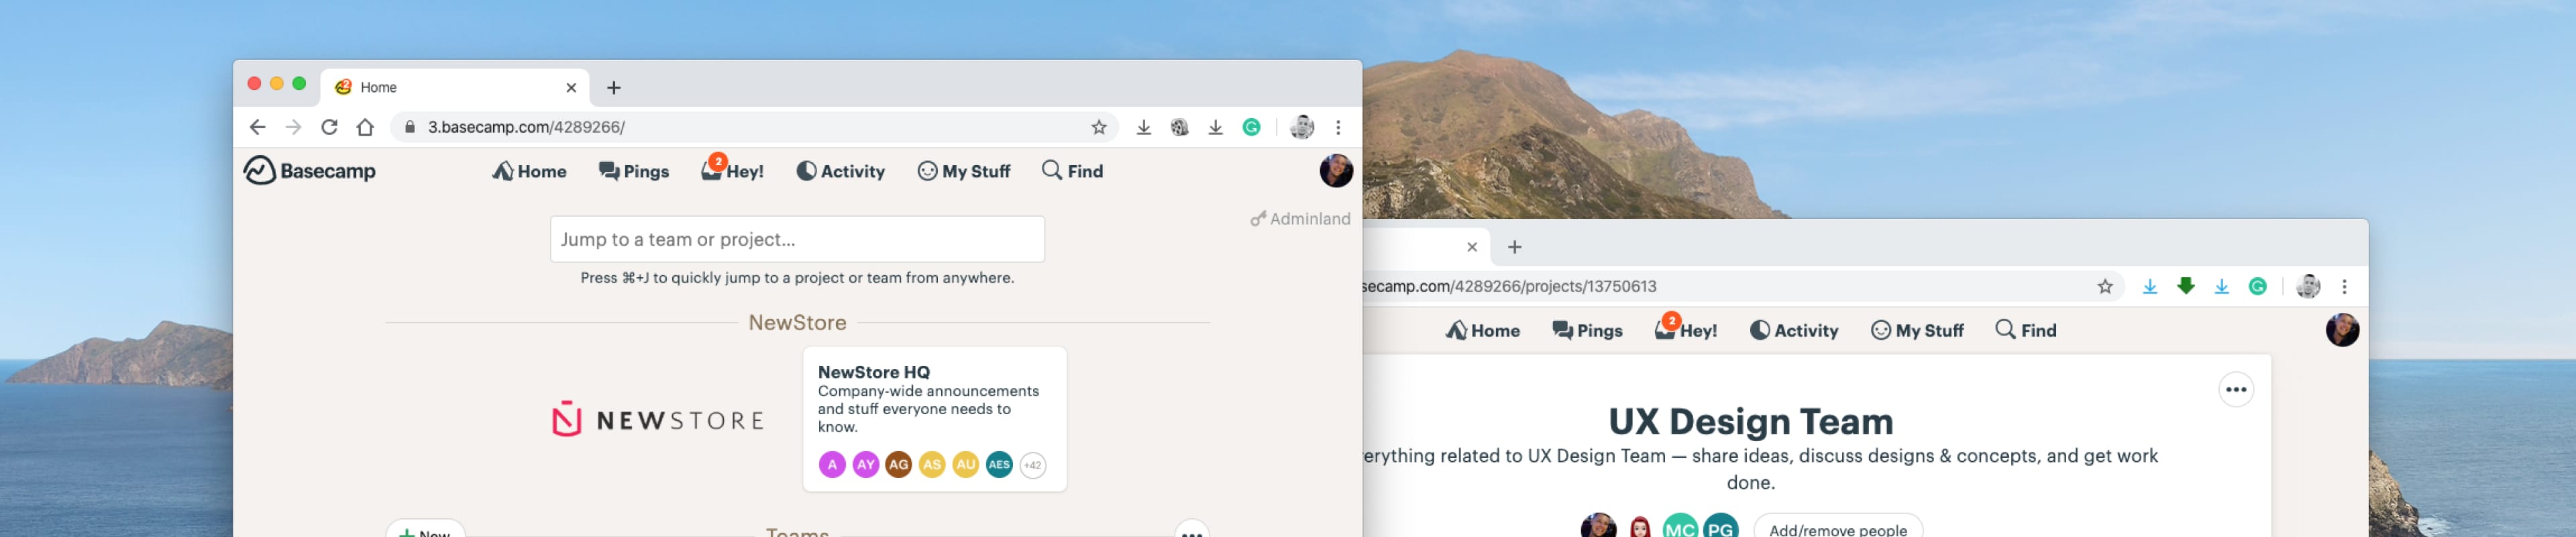 Home
3.basecamp.com/4289266/
Basecamp
Home
Pings
2
Hey!
Activity
My Stuff
Find
Adminland
Jump to a team or project...
Press ⌘+J to quickly jump to a project or team from anywhere.
NewStore
NEWSTORE
NewStore HQ
Company-wide announcements
and stuff everyone needs to
know.
A AY AG AS AU AES +42
+ New
Teams
secamp.com/4289266/projects/13750613
Home
Pings
2
Hey!
Activity
My Stuff
Find
UX Design Team
erything related to UX Design Team — share ideas, discuss designs & concepts, and get work
done.
MC PG
Add/remove people